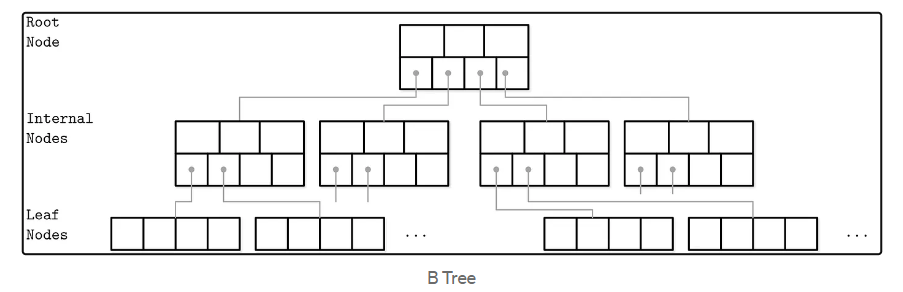 Root
Node
Internal
Nodes
Leaf
Nodes
...
...
B Tree